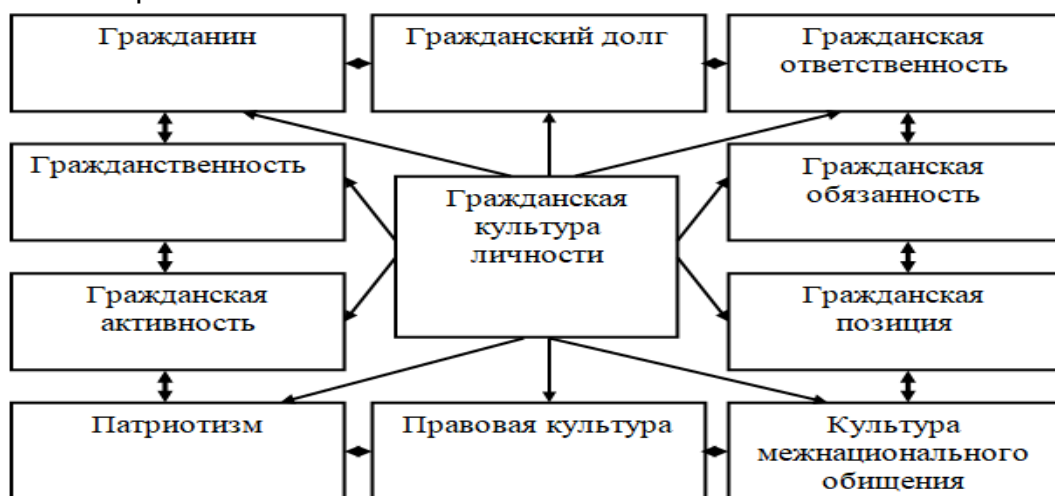 Гражданин
Гражданский долг
Гражданская
ответственность
Гражданственность
Гражданская
обязанность
Гражданская
культура
личности
Гражданская
активность
Гражданская
позиция
Патриотизм
Правовая культура
Культура
межнационального
обищения